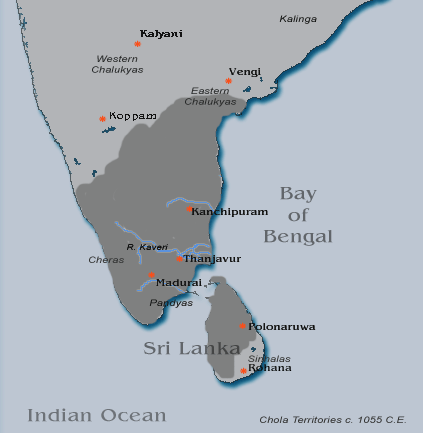 Kalinga
Kalyani
Western
Chalukyas
Vengi
Eastern
Chalukyas
Koppam
Bay
of
Bengal
Kanchipuram
R. Kaveri
Cheras
Thanjavur
Madurai
Pandyas
Polonaruwa
Sri Lanka
Sinhalas
Rohana
Indian Ocean
Chola Territories c. 1055 C.E.